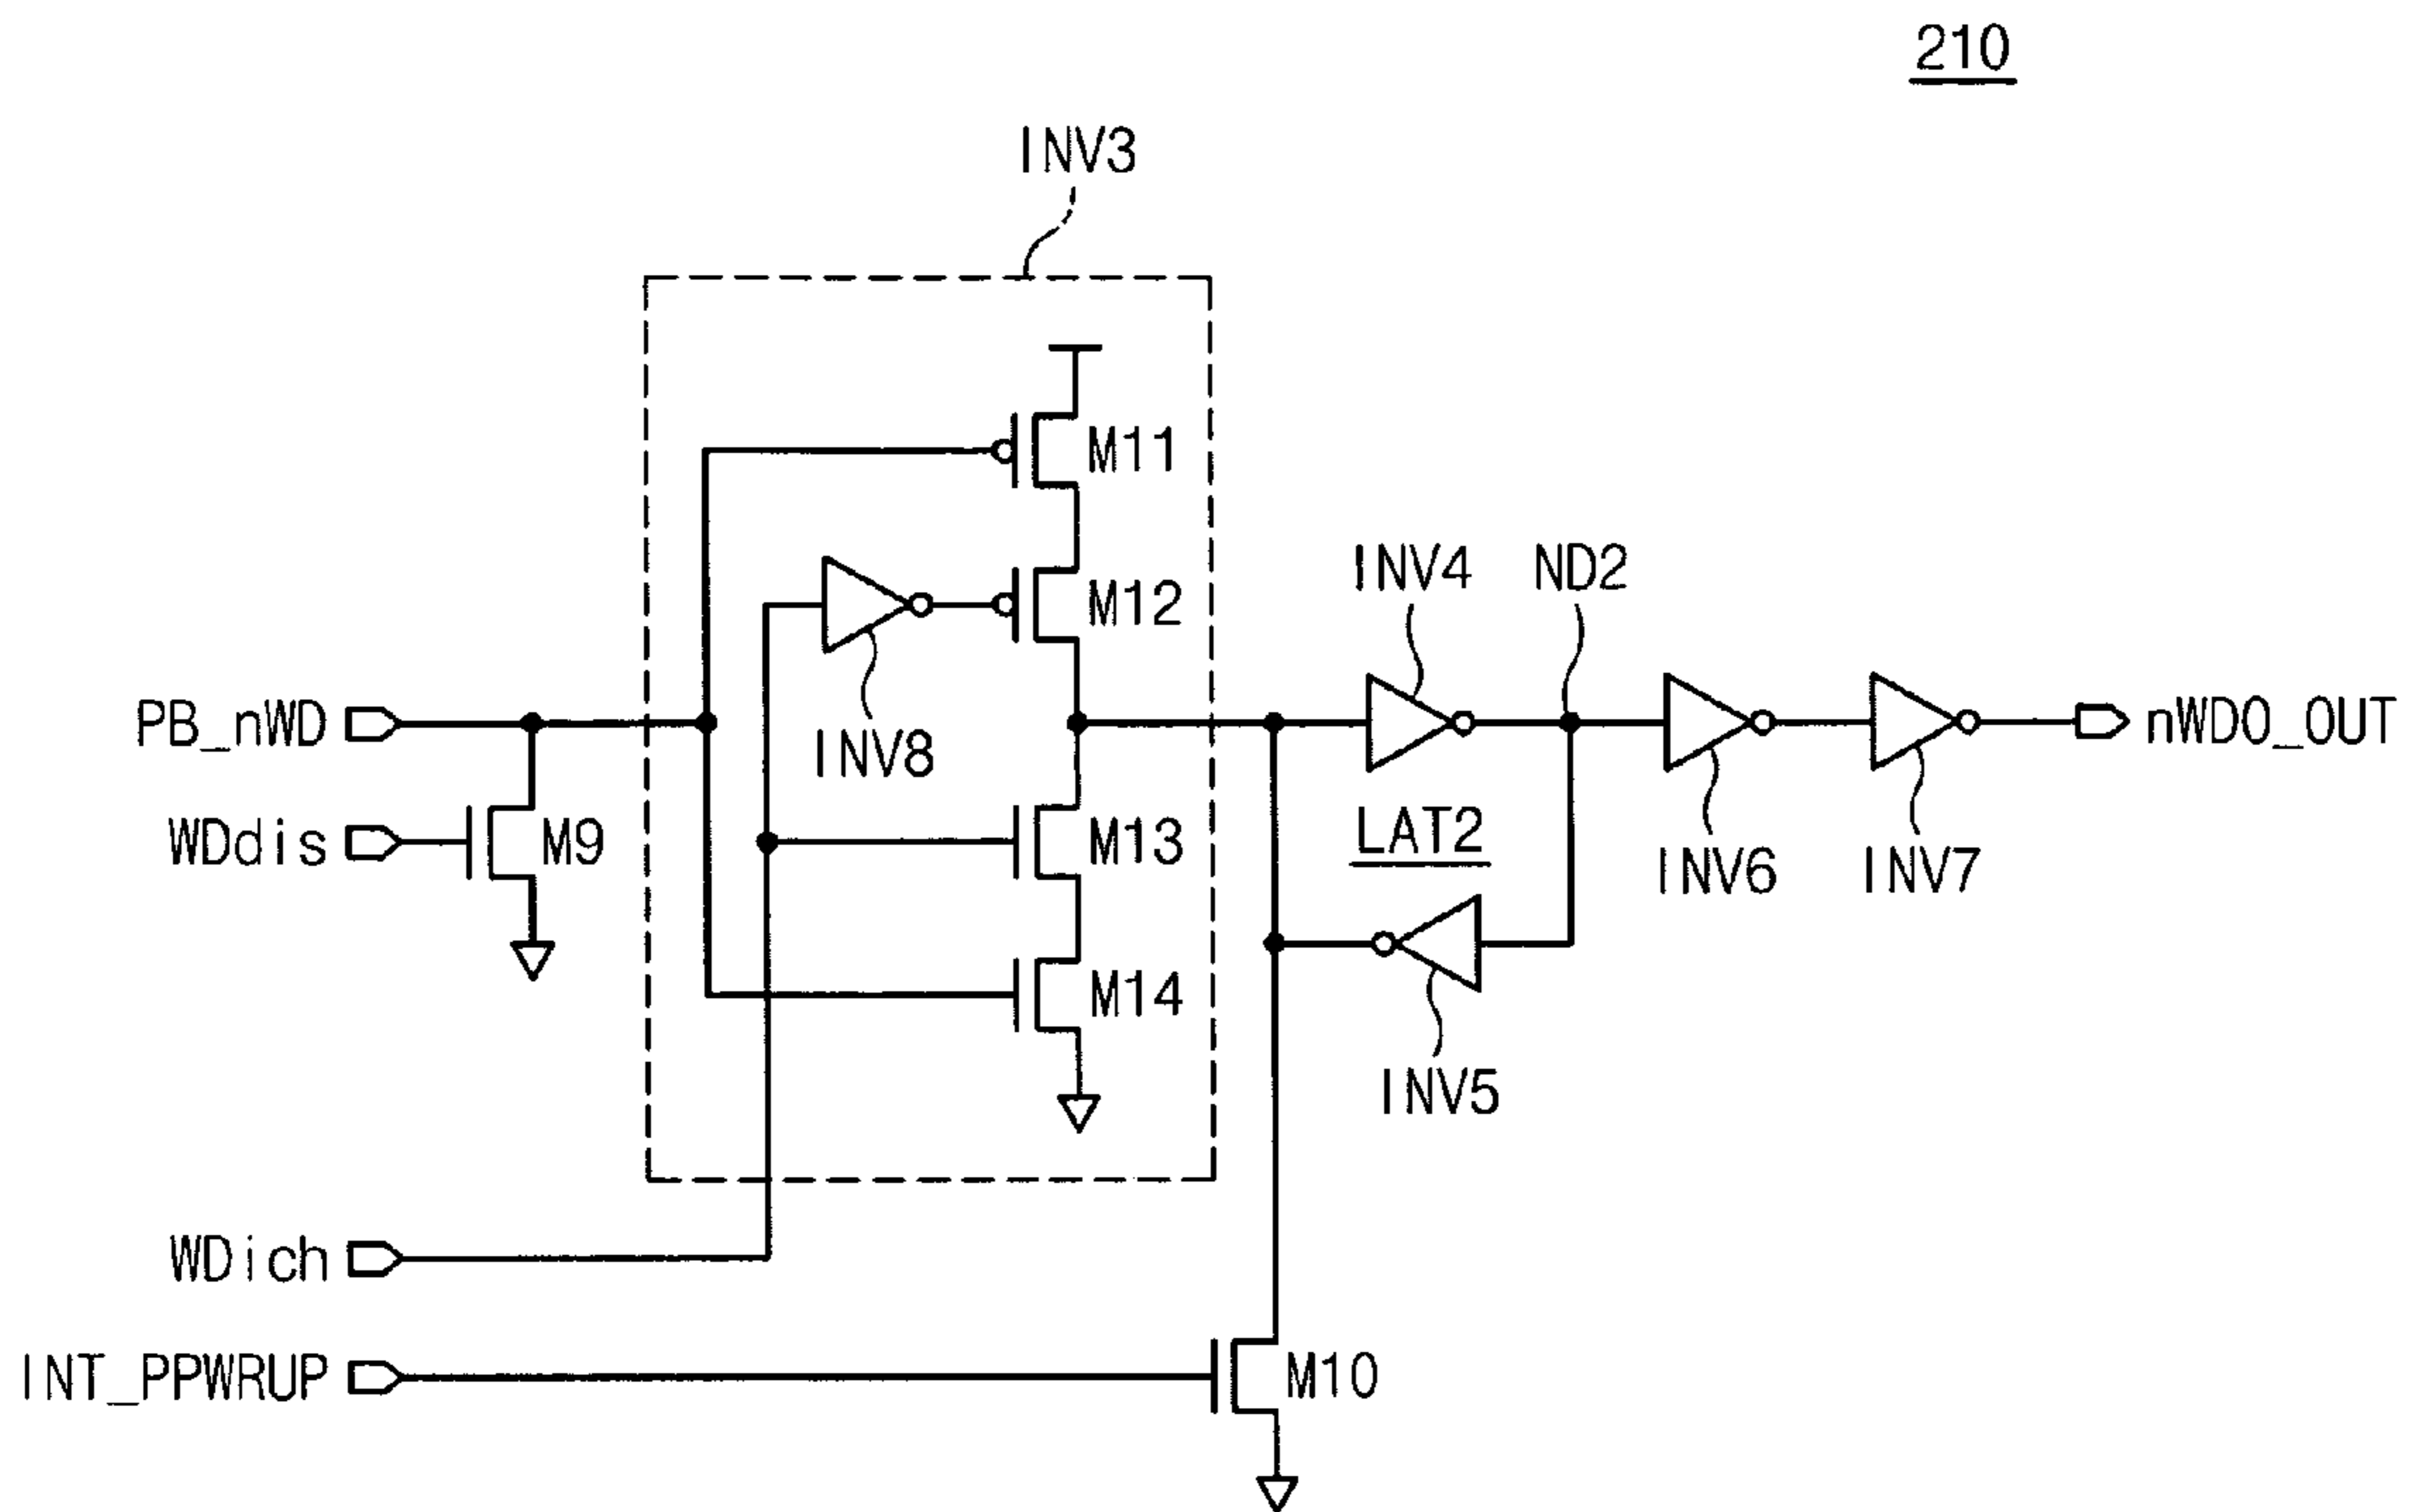 210
INV3
M11
INV4
ND2
M12
PB_nWD
INV8
nWDO_OUT
WDdis
M9
M13
LAT2
INV6
INV7
M14
INV5
WDich
INT_PPWRUP
M10